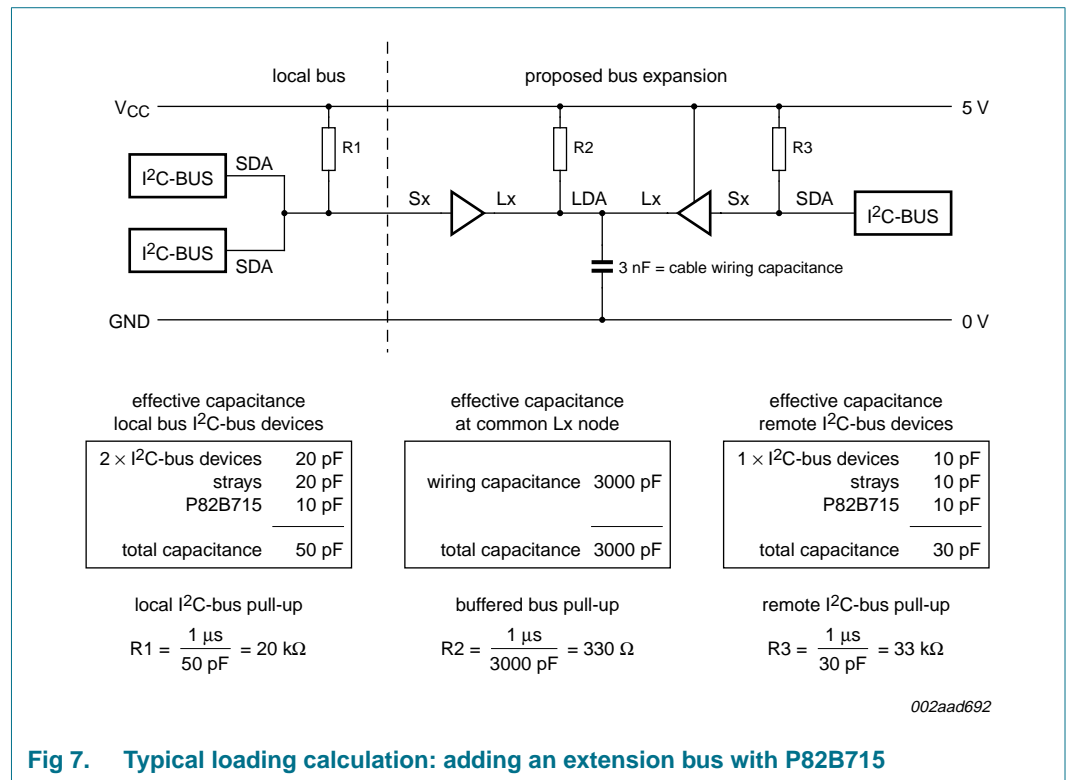 local bus
proposed bus expansion
VCC
5 V
R1
R2
R3
I²C-BUS
SDA
Sx
Lx
LDA
Lx
Sx
SDA
I²C-BUS
I²C-BUS
SDA
3 nF = cable wiring capacitance
GND
0 V
effective capacitance
local bus I²C-bus devices
2 × I²C-bus devices 20 pF
strays 20 pF
P82B715 10 pF
total capacitance 50 pF
local I²C-bus pull-up
R1 = 1 μs / 50 pF = 20 kΩ
effective capacitance
at common Lx node
wiring capacitance 3000 pF
total capacitance 3000 pF
buffered bus pull-up
R2 = 1 μs / 3000 pF = 330 Ω
effective capacitance
remote I²C-bus devices
1 × I²C-bus devices 10 pF
strays 10 pF
P82B715 10 pF
total capacitance 30 pF
remote I²C-bus pull-up
R3 = 1 μs / 30 pF = 33 kΩ
002aad692
Fig 7. Typical loading calculation: adding an extension bus with P82B715